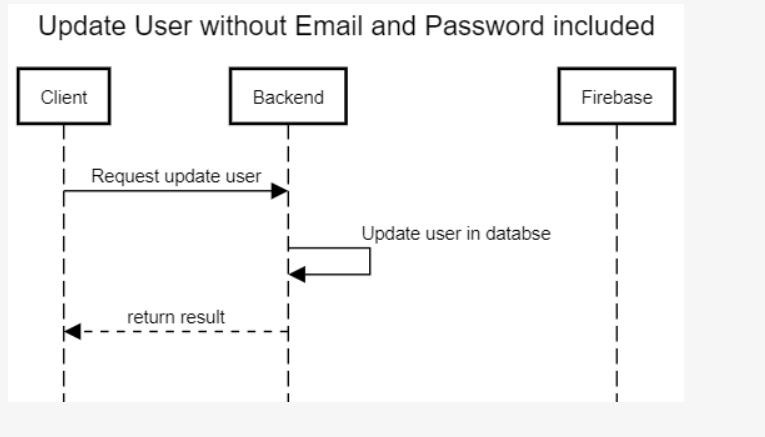 Update User without Email and Password included
Client
Backend
Firebase
Request update user
Update user in databse
return result